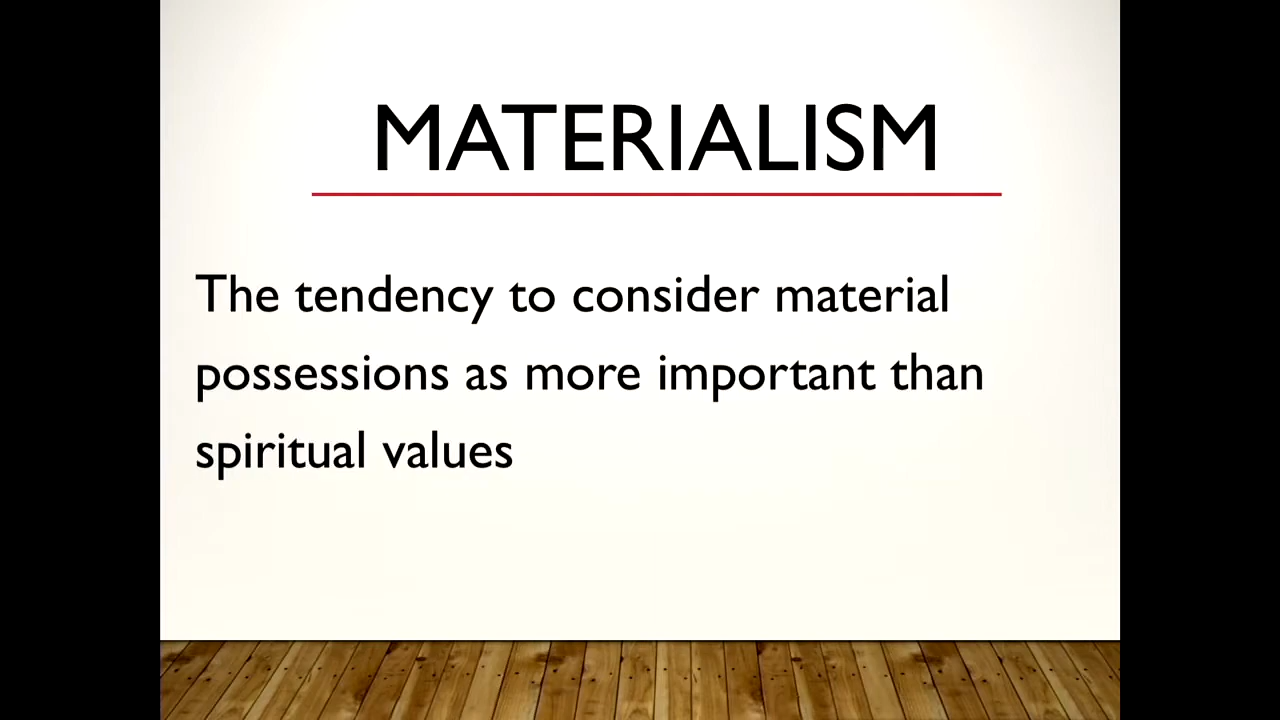 MATERIALISM
The tendency to consider material
possessions as more important than
spiritual values